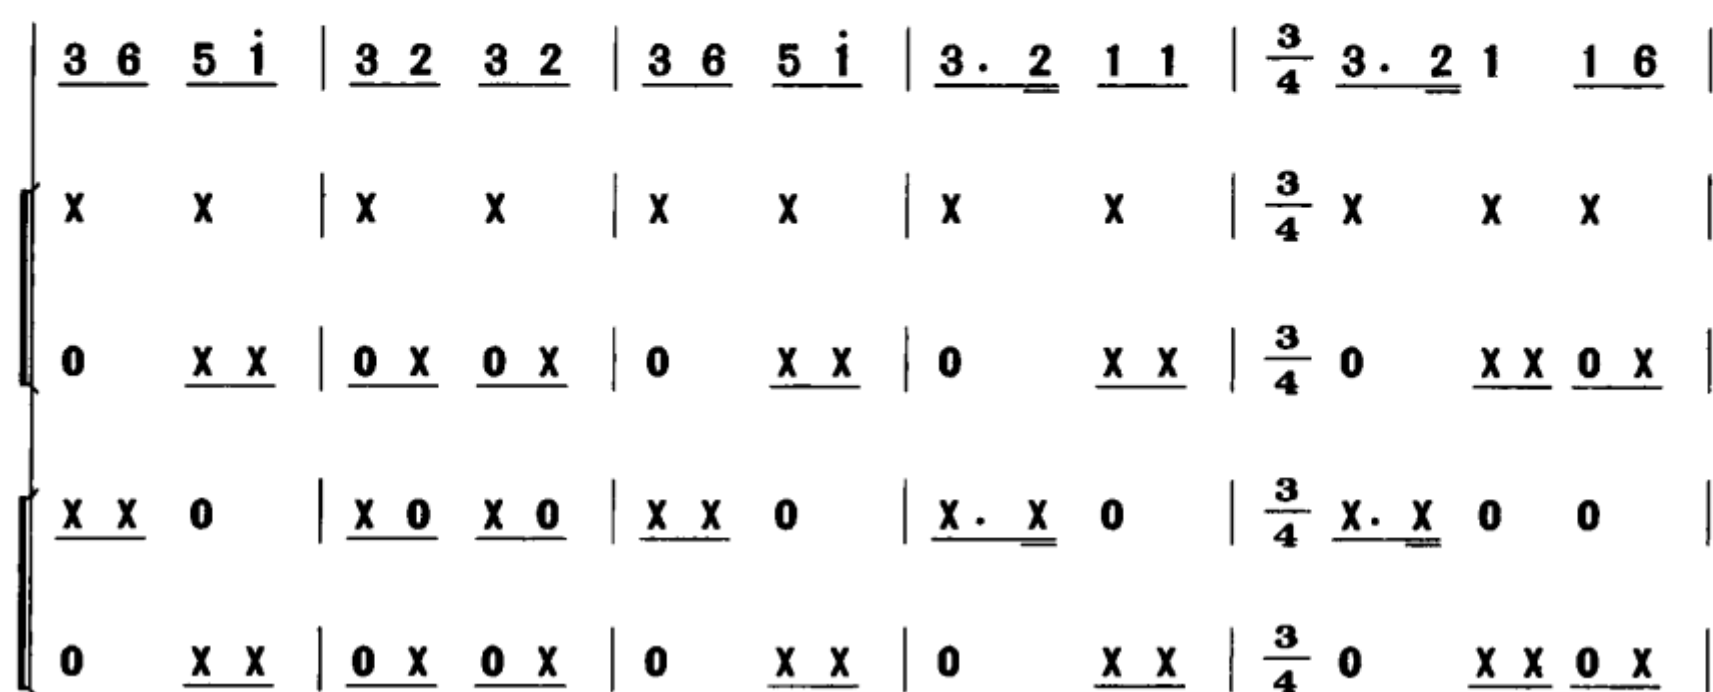 3 6 5 i̇ | 3 2 3 2 | 3 6 5 i̇ | 3. 2 1 1 | 3/4 3. 2 1 1 6 |
X X | X X | X X | X X | 3/4 X X X |
0 X X | 0 X 0 X | 0 X X | 0 X X | 3/4 0 X X 0 X |
X X 0 | X 0 X 0 | X X 0 | X. X 0 | 3/4 X. X 0 0 |
0 X X | 0 X 0 X | 0 X X | 0 X X | 3/4 0 X X 0 X |